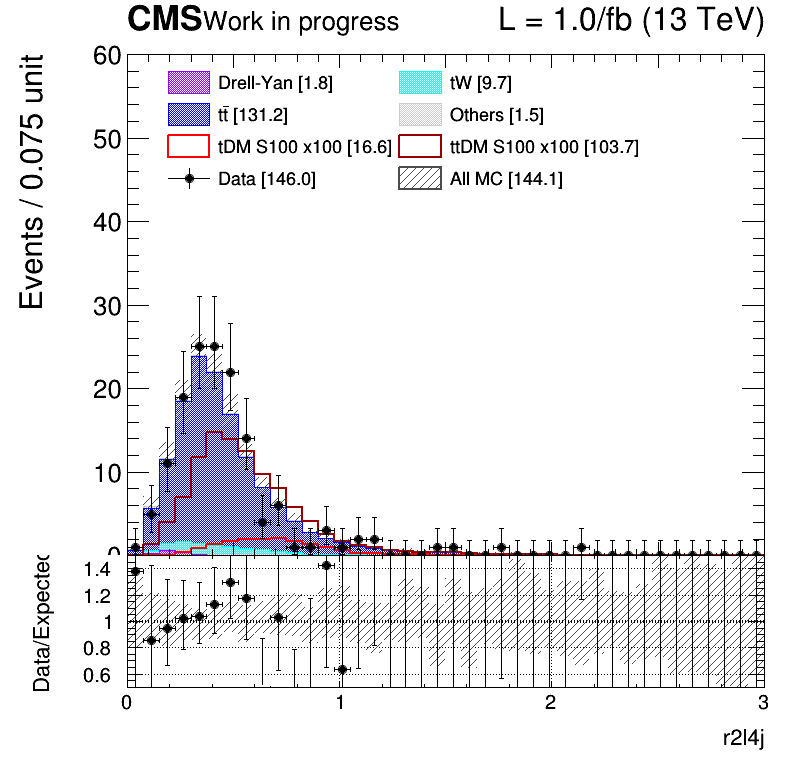 CMS Work in progress L = 1.0/fb (13 TeV)
Events / 0.075 unit
60
50
40
30
20
10
0
Drell-Yan [1.8] tW [9.7]
tt̄ [131.2] Others [1.5]
tDM S100 x100 [16.6] ttDM S100 x100 [103.7]
Data [146.0] All MC [144.1]
Data/Expected
1.4
1.2
1
0.8
0.6
0 1 2 3
r2l4j